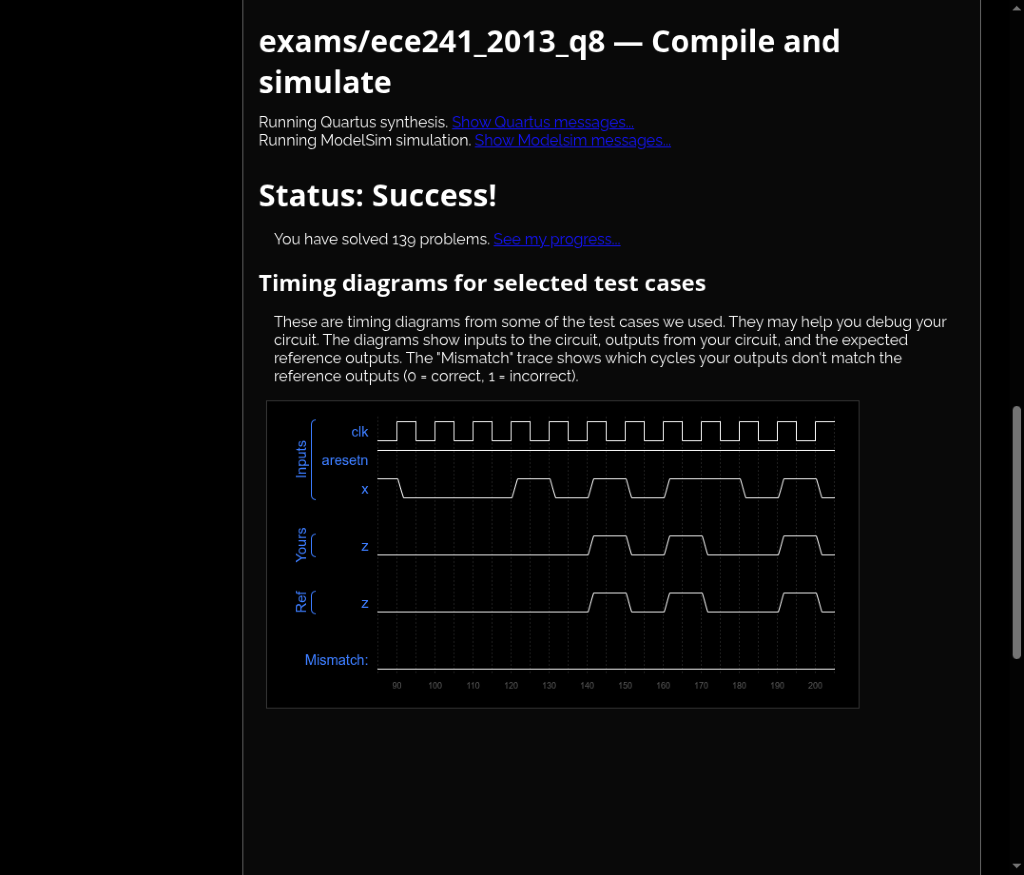 exams/ece241_2013_q8 — Compile and
simulate
Running Quartus synthesis. Show Quartus messages...
Running ModelSim simulation. Show Modelsim messages...
Status: Success!
You have solved 139 problems. See my progress...
Timing diagrams for selected test cases
These are timing diagrams from some of the test cases we used. They may help you debug your
circuit. The diagrams show inputs to the circuit, outputs from your circuit, and the expected
reference outputs. The "Mismatch" trace shows which cycles your outputs don't match the
reference outputs (0 = correct, 1 = incorrect).
Inputs
clk
aresetn
x
Yours
z
Ref
z
Mismatch:
90 100 110 120 130 140 150 160 170 180 190 200